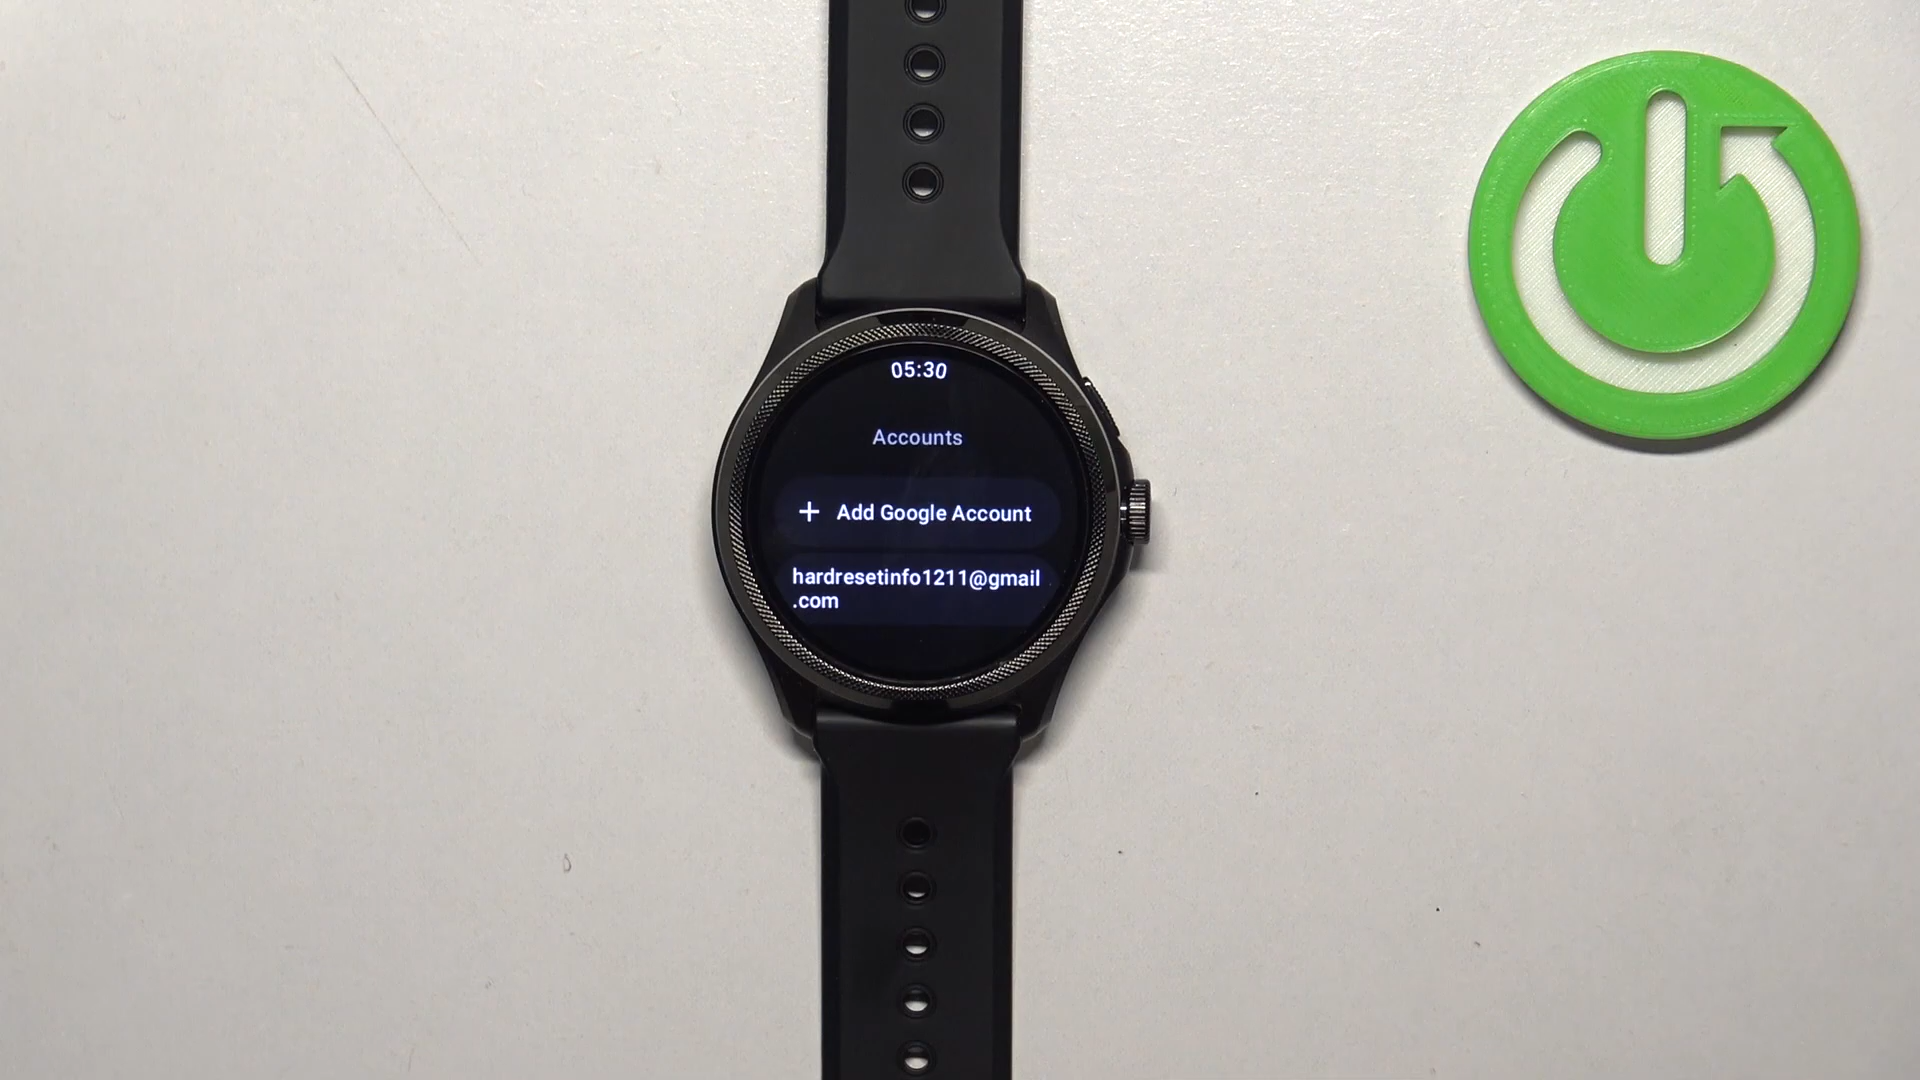 05:30
Accounts
+ Add Google Account
hardresetinfo1211@gmail
.com